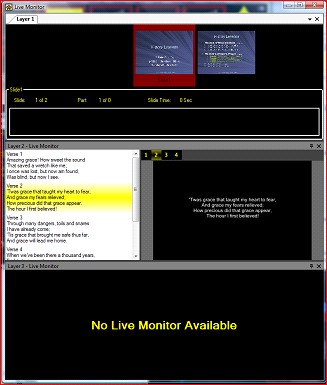 Live Monitor
Layer 1
Slide1
Slide: 1 of 2 Part: 1 of 0 Slide Time: 0 Sec
Layer 2 - Live Monitor
Verse 1
Amazing grace! How sweet the sound
That saved a wretch like me;
I once was lost, but now am found,
Was blind, but now I see.
Verse 2
'Twas grace that taught my heart to fear,
And grace my fears relieved;
How precious did that grace appear,
The hour I first believed!
Verse 3
Through many dangers, toils and snares
I have already come;
'Tis grace that brought me safe thus far,
And grace will lead me home.
Verse 4
When we've been there a thousand years,
1 2 3 4
'Twas grace that taught my heart to fear,
And grace my fears relieved;
How precious did that grace appear,
The hour I first believed!
Layer 3 - Live Monitor
No Live Monitor Available